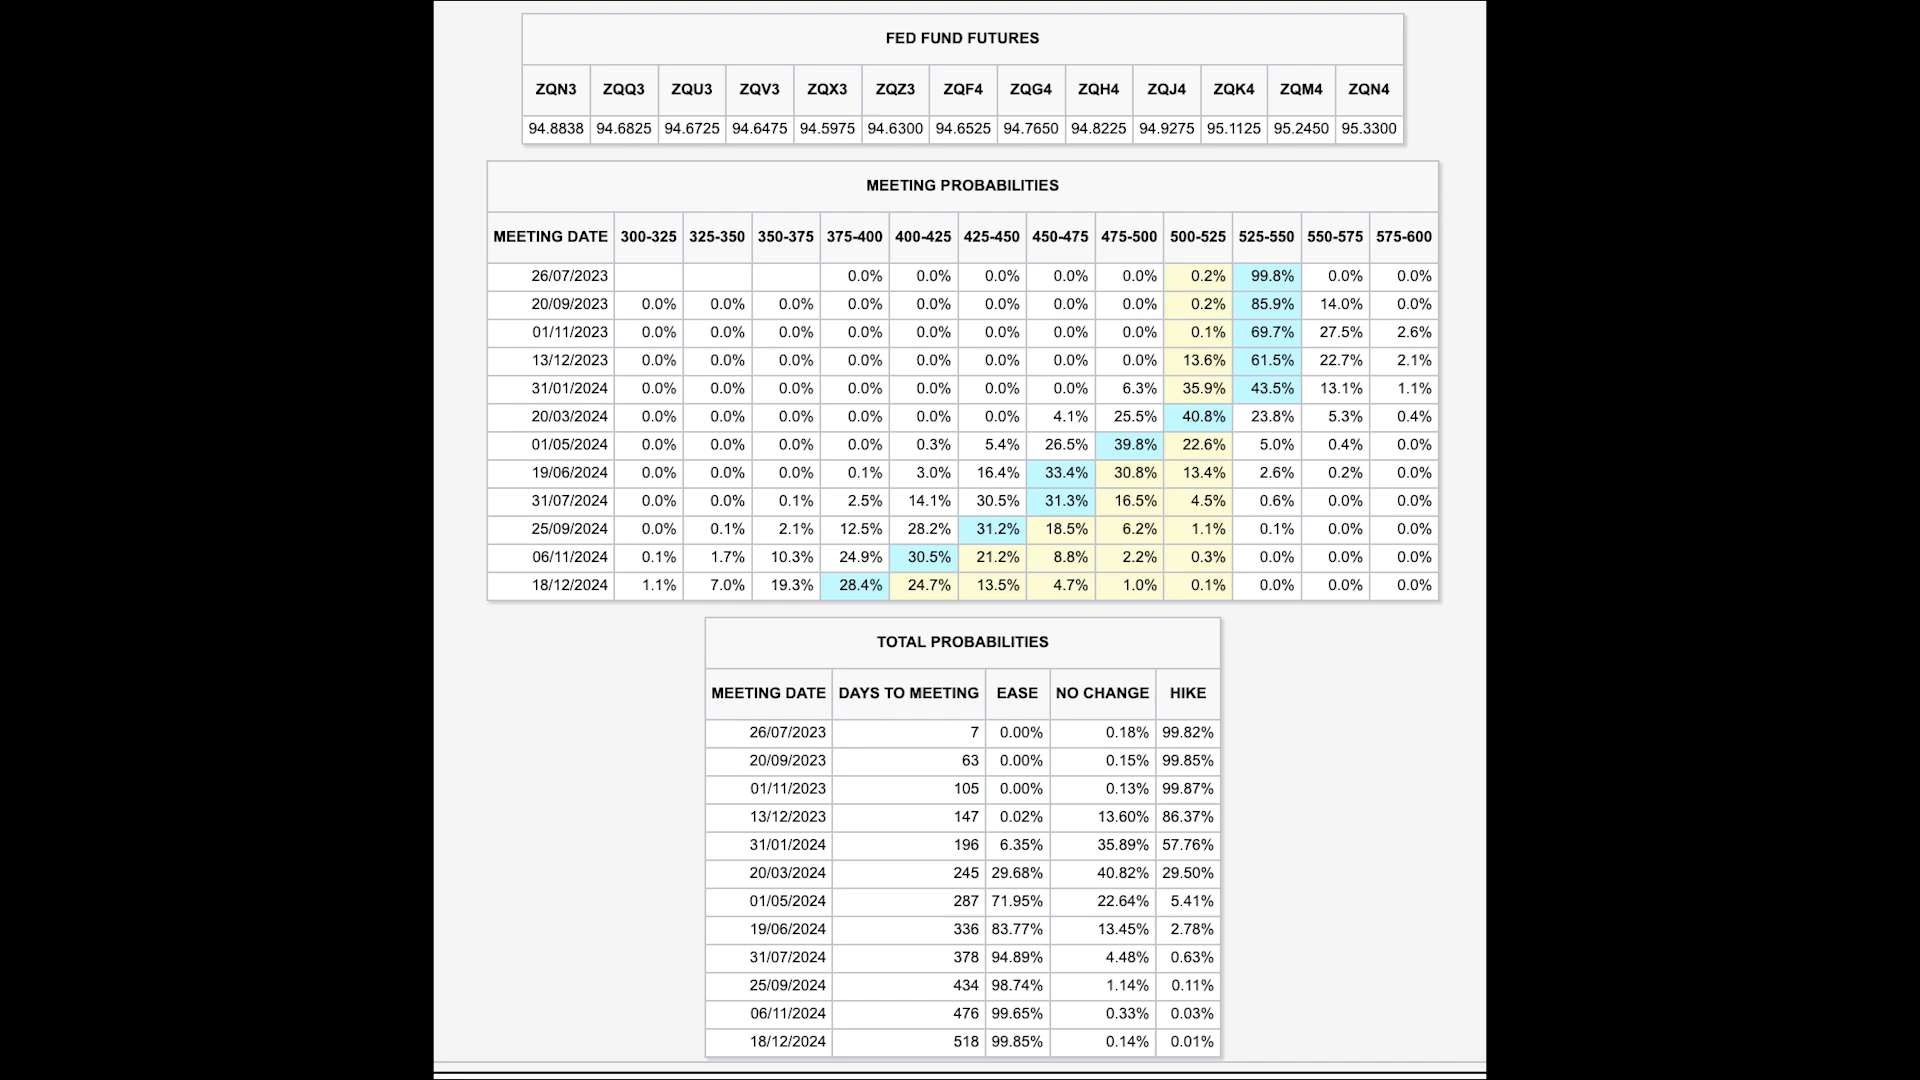 FED FUND FUTURES
ZQN3 ZQQ3 ZQU3 ZQV3 ZQX3 ZQZ3 ZQF4 ZQG4 ZQH4 ZQJ4 ZQK4 ZQM4 ZQN4
94.8838 94.6825 94.6725 94.6475 94.5975 94.6300 94.6525 94.7650 94.8225 94.9275 95.1125 95.2450 95.3300
MEETING PROBABILITIES
MEETING DATE 300-325 325-350 350-375 375-400 400-425 425-450 450-475 475-500 500-525 525-550 550-575 575-600
26/07/2023 0.0% 0.0% 0.0% 0.0% 0.0% 0.2% 99.8% 0.0% 0.0%
20/09/2023 0.0% 0.0% 0.0% 0.0% 0.0% 0.0% 0.0% 0.0% 0.2% 85.9% 14.0% 0.0%
01/11/2023 0.0% 0.0% 0.0% 0.0% 0.0% 0.0% 0.0% 0.0% 0.1% 69.7% 27.5% 2.6%
13/12/2023 0.0% 0.0% 0.0% 0.0% 0.0% 0.0% 0.0% 0.0% 13.6% 61.5% 22.7% 2.1%
31/01/2024 0.0% 0.0% 0.0% 0.0% 0.0% 0.0% 0.0% 6.3% 35.9% 43.5% 13.1% 1.1%
20/03/2024 0.0% 0.0% 0.0% 0.0% 0.0% 0.0% 4.1% 25.5% 40.8% 23.8% 5.3% 0.4%
01/05/2024 0.0% 0.0% 0.0% 0.0% 0.3% 5.4% 26.5% 39.8% 22.6% 5.0% 0.4% 0.0%
19/06/2024 0.0% 0.0% 0.0% 0.1% 3.0% 16.4% 33.4% 30.8% 13.4% 2.6% 0.2% 0.0%
31/07/2024 0.0% 0.0% 0.1% 2.5% 14.1% 30.5% 31.3% 16.5% 4.5% 0.6% 0.0% 0.0%
25/09/2024 0.0% 0.1% 2.1% 12.5% 28.2% 31.2% 18.5% 6.2% 1.1% 0.1% 0.0% 0.0%
06/11/2024 0.1% 1.7% 10.3% 24.9% 30.5% 21.2% 8.8% 2.2% 0.3% 0.0% 0.0% 0.0%
18/12/2024 1.1% 7.0% 19.3% 28.4% 24.7% 13.5% 4.7% 1.0% 0.1% 0.0% 0.0% 0.0%
TOTAL PROBABILITIES
MEETING DATE DAYS TO MEETING EASE NO CHANGE HIKE
26/07/2023 7 0.00% 0.18% 99.82%
20/09/2023 63 0.00% 0.15% 99.85%
01/11/2023 105 0.00% 0.13% 99.87%
13/12/2023 147 0.02% 13.60% 86.37%
31/01/2024 196 6.35% 35.89% 57.76%
20/03/2024 245 29.68% 40.82% 29.50%
01/05/2024 287 71.95% 22.64% 5.41%
19/06/2024 336 83.77% 13.45% 2.78%
31/07/2024 378 94.89% 4.48% 0.63%
25/09/2024 434 98.74% 1.14% 0.11%
06/11/2024 476 99.65% 0.33% 0.03%
18/12/2024 518 99.85% 0.14% 0.01%